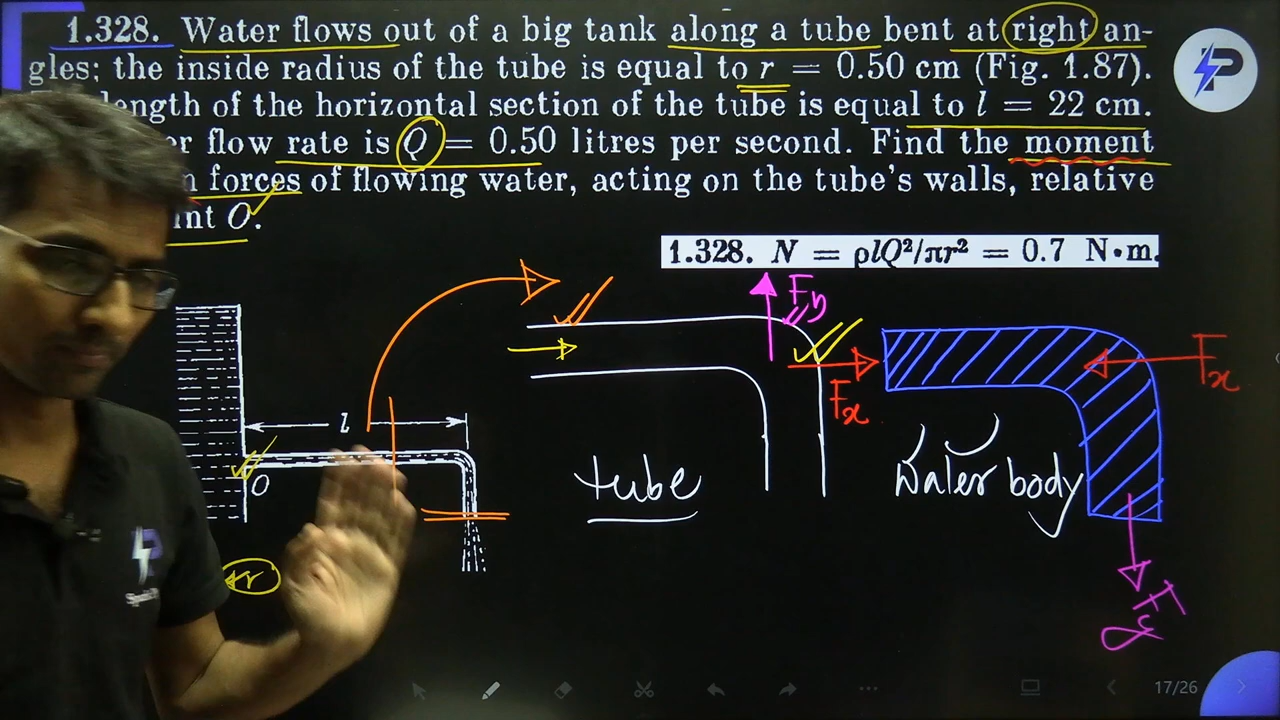 1.328. Water flows out of a big tank along a tube bent at right an-
gles: the inside radius of the tube is equal to r = 0.50 cm (Fig. 1.87).
length of the horizontal section of the tube is equal to l = 22 cm.
flow rate is Q = 0.50 litres per second. Find the moment
forces of flowing water, acting on the tube's walls, relative
O.
1.328. N = ρlQ²/πr² = 0.7 N•m.
Fy
Fx
Fx
l
O
tube
Water body
Fy
r
17/26